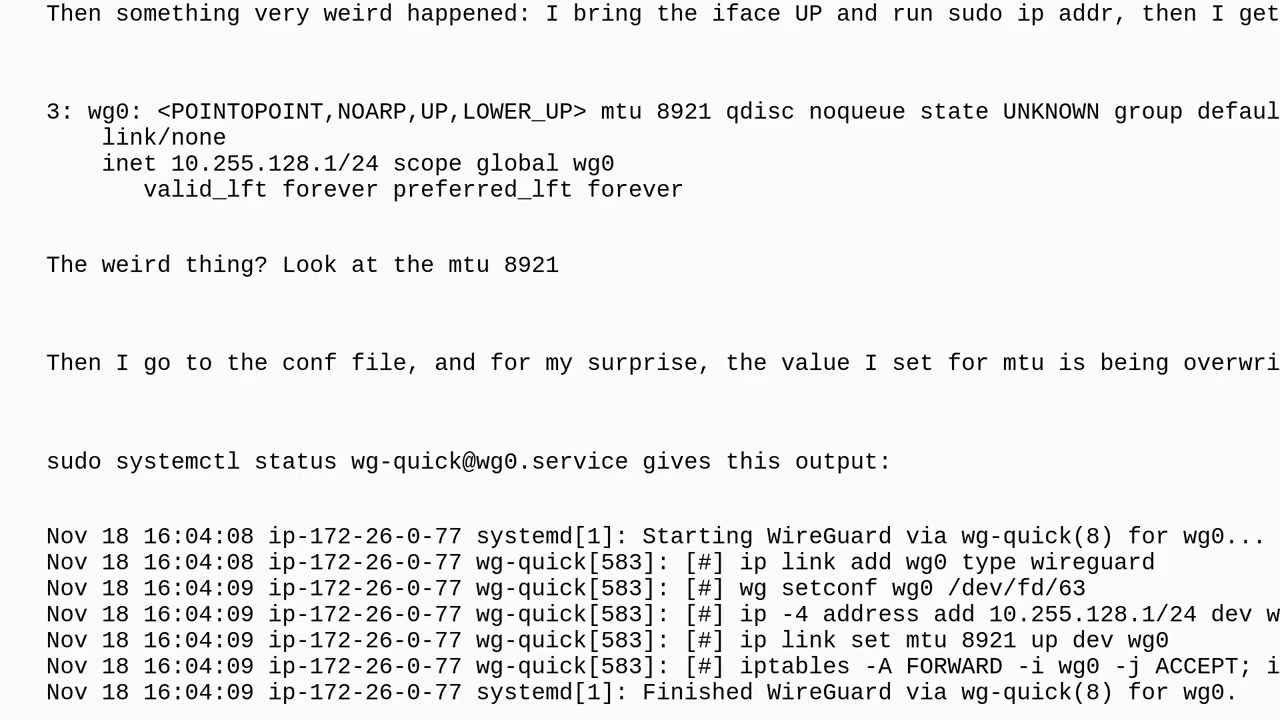 Then something very weird happened: I bring the iface UP and run sudo ip addr, then I get
3: wg0: <POINTOPOINT,NOARP,UP,LOWER_UP> mtu 8921 qdisc noqueue state UNKNOWN group defaul
link/none
inet 10.255.128.1/24 scope global wg0
valid_lft forever preferred_lft forever
The weird thing? Look at the mtu 8921
Then I go to the conf file, and for my surprise, the value I set for mtu is being overwri
sudo systemctl status wg-quick@wg0.service gives this output:
Nov 18 16:04:08 ip-172-26-0-77 systemd[1]: Starting WireGuard via wg-quick(8) for wg0...
Nov 18 16:04:08 ip-172-26-0-77 wg-quick[583]: [#] ip link add wg0 type wireguard
Nov 18 16:04:09 ip-172-26-0-77 wg-quick[583]: [#] wg setconf wg0 /dev/fd/63
Nov 18 16:04:09 ip-172-26-0-77 wg-quick[583]: [#] ip -4 address add 10.255.128.1/24 dev w
Nov 18 16:04:09 ip-172-26-0-77 wg-quick[583]: [#] ip link set mtu 8921 up dev wg0
Nov 18 16:04:09 ip-172-26-0-77 wg-quick[583]: [#] iptables -A FORWARD -i wg0 -j ACCEPT; i
Nov 18 16:04:09 ip-172-26-0-77 systemd[1]: Finished WireGuard via wg-quick(8) for wg0.